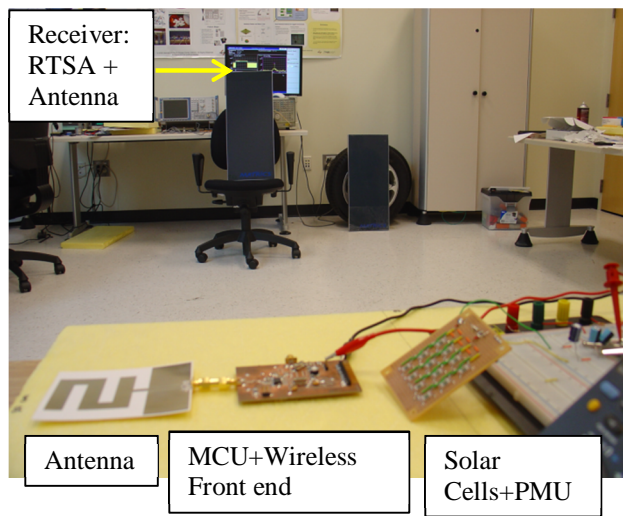 Receiver:
RTSA +
Antenna
Antenna
MCU+Wireless
Front end
Solar
Cells+PMU